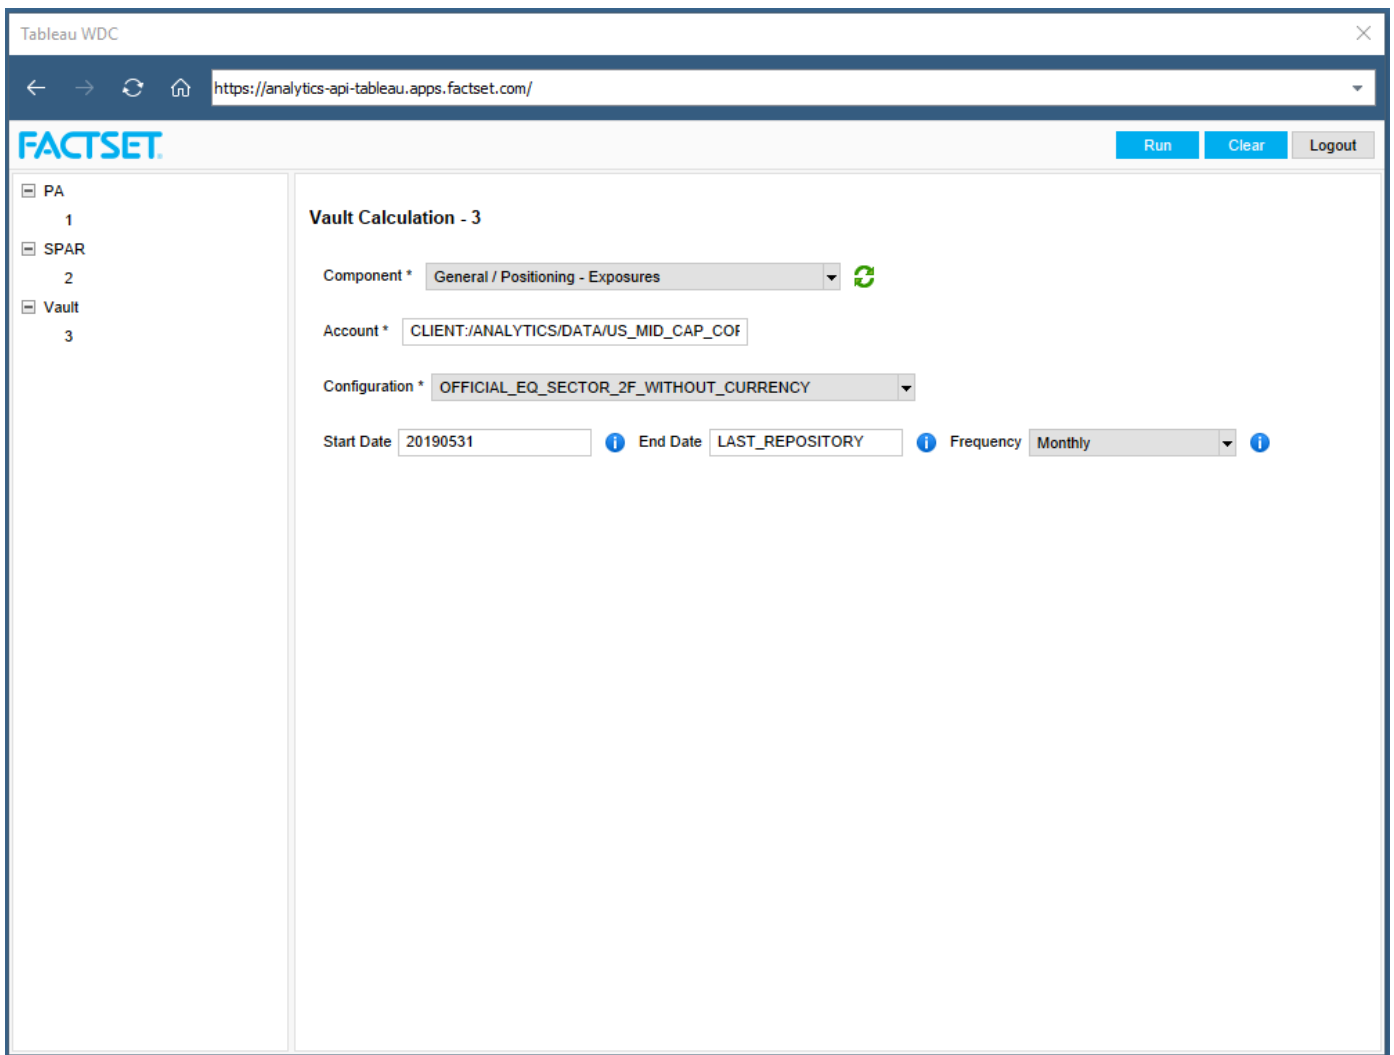 Tableau WDC
https://analytics-api-tableau.apps.factset.com/
FACTSET
Run Clear Logout
PA
1
SPAR
2
Vault
3
Vault Calculation - 3
Component * General / Positioning - Exposures
Account * CLIENT:/ANALYTICS/DATA/US_MID_CAP_COF
Configuration * OFFICIAL_EQ_SECTOR_2F_WITHOUT_CURRENCY
Start Date 20190531 End Date LAST_REPOSITORY Frequency Monthly